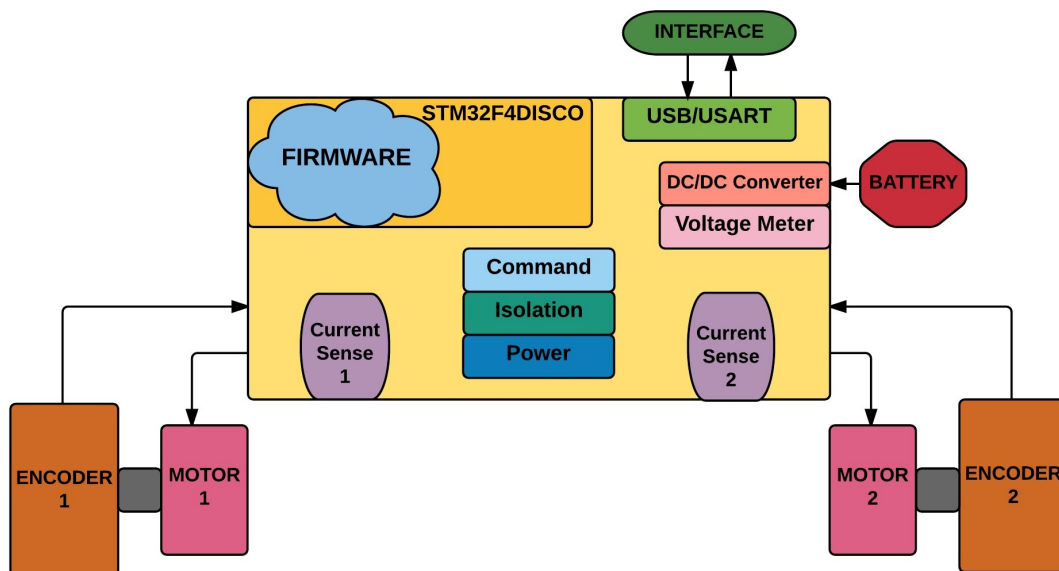 INTERFACE
STM32F4DISCO
USB/USART
FIRMWARE
DC/DC Converter
BATTERY
Voltage Meter
Command
Isolation
Power
Current
Sense
1
Current
Sense
2
ENCODER
1
MOTOR
1
MOTOR
2
ENCODER
2